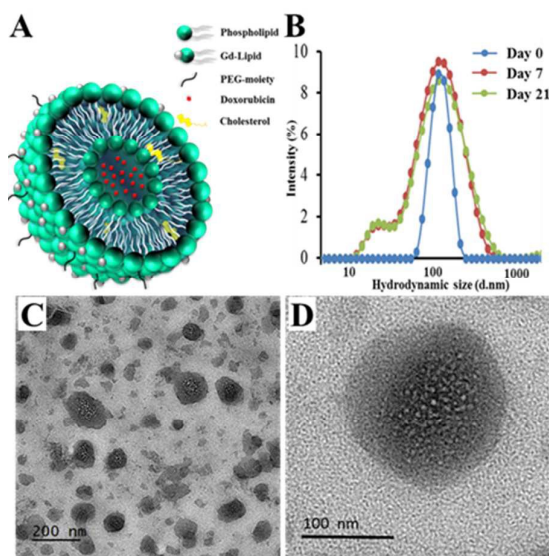 A
Phospholipid
Gd-Lipid
PEG-moiety
Doxorubicin
Cholesterol
B
Intensity (%)
10
8
6
4
2
0
Day 0
Day 7
Day 21
10 100 1000
Hydrodynamic size (d.nm)
C
200 nm
D
100 nm